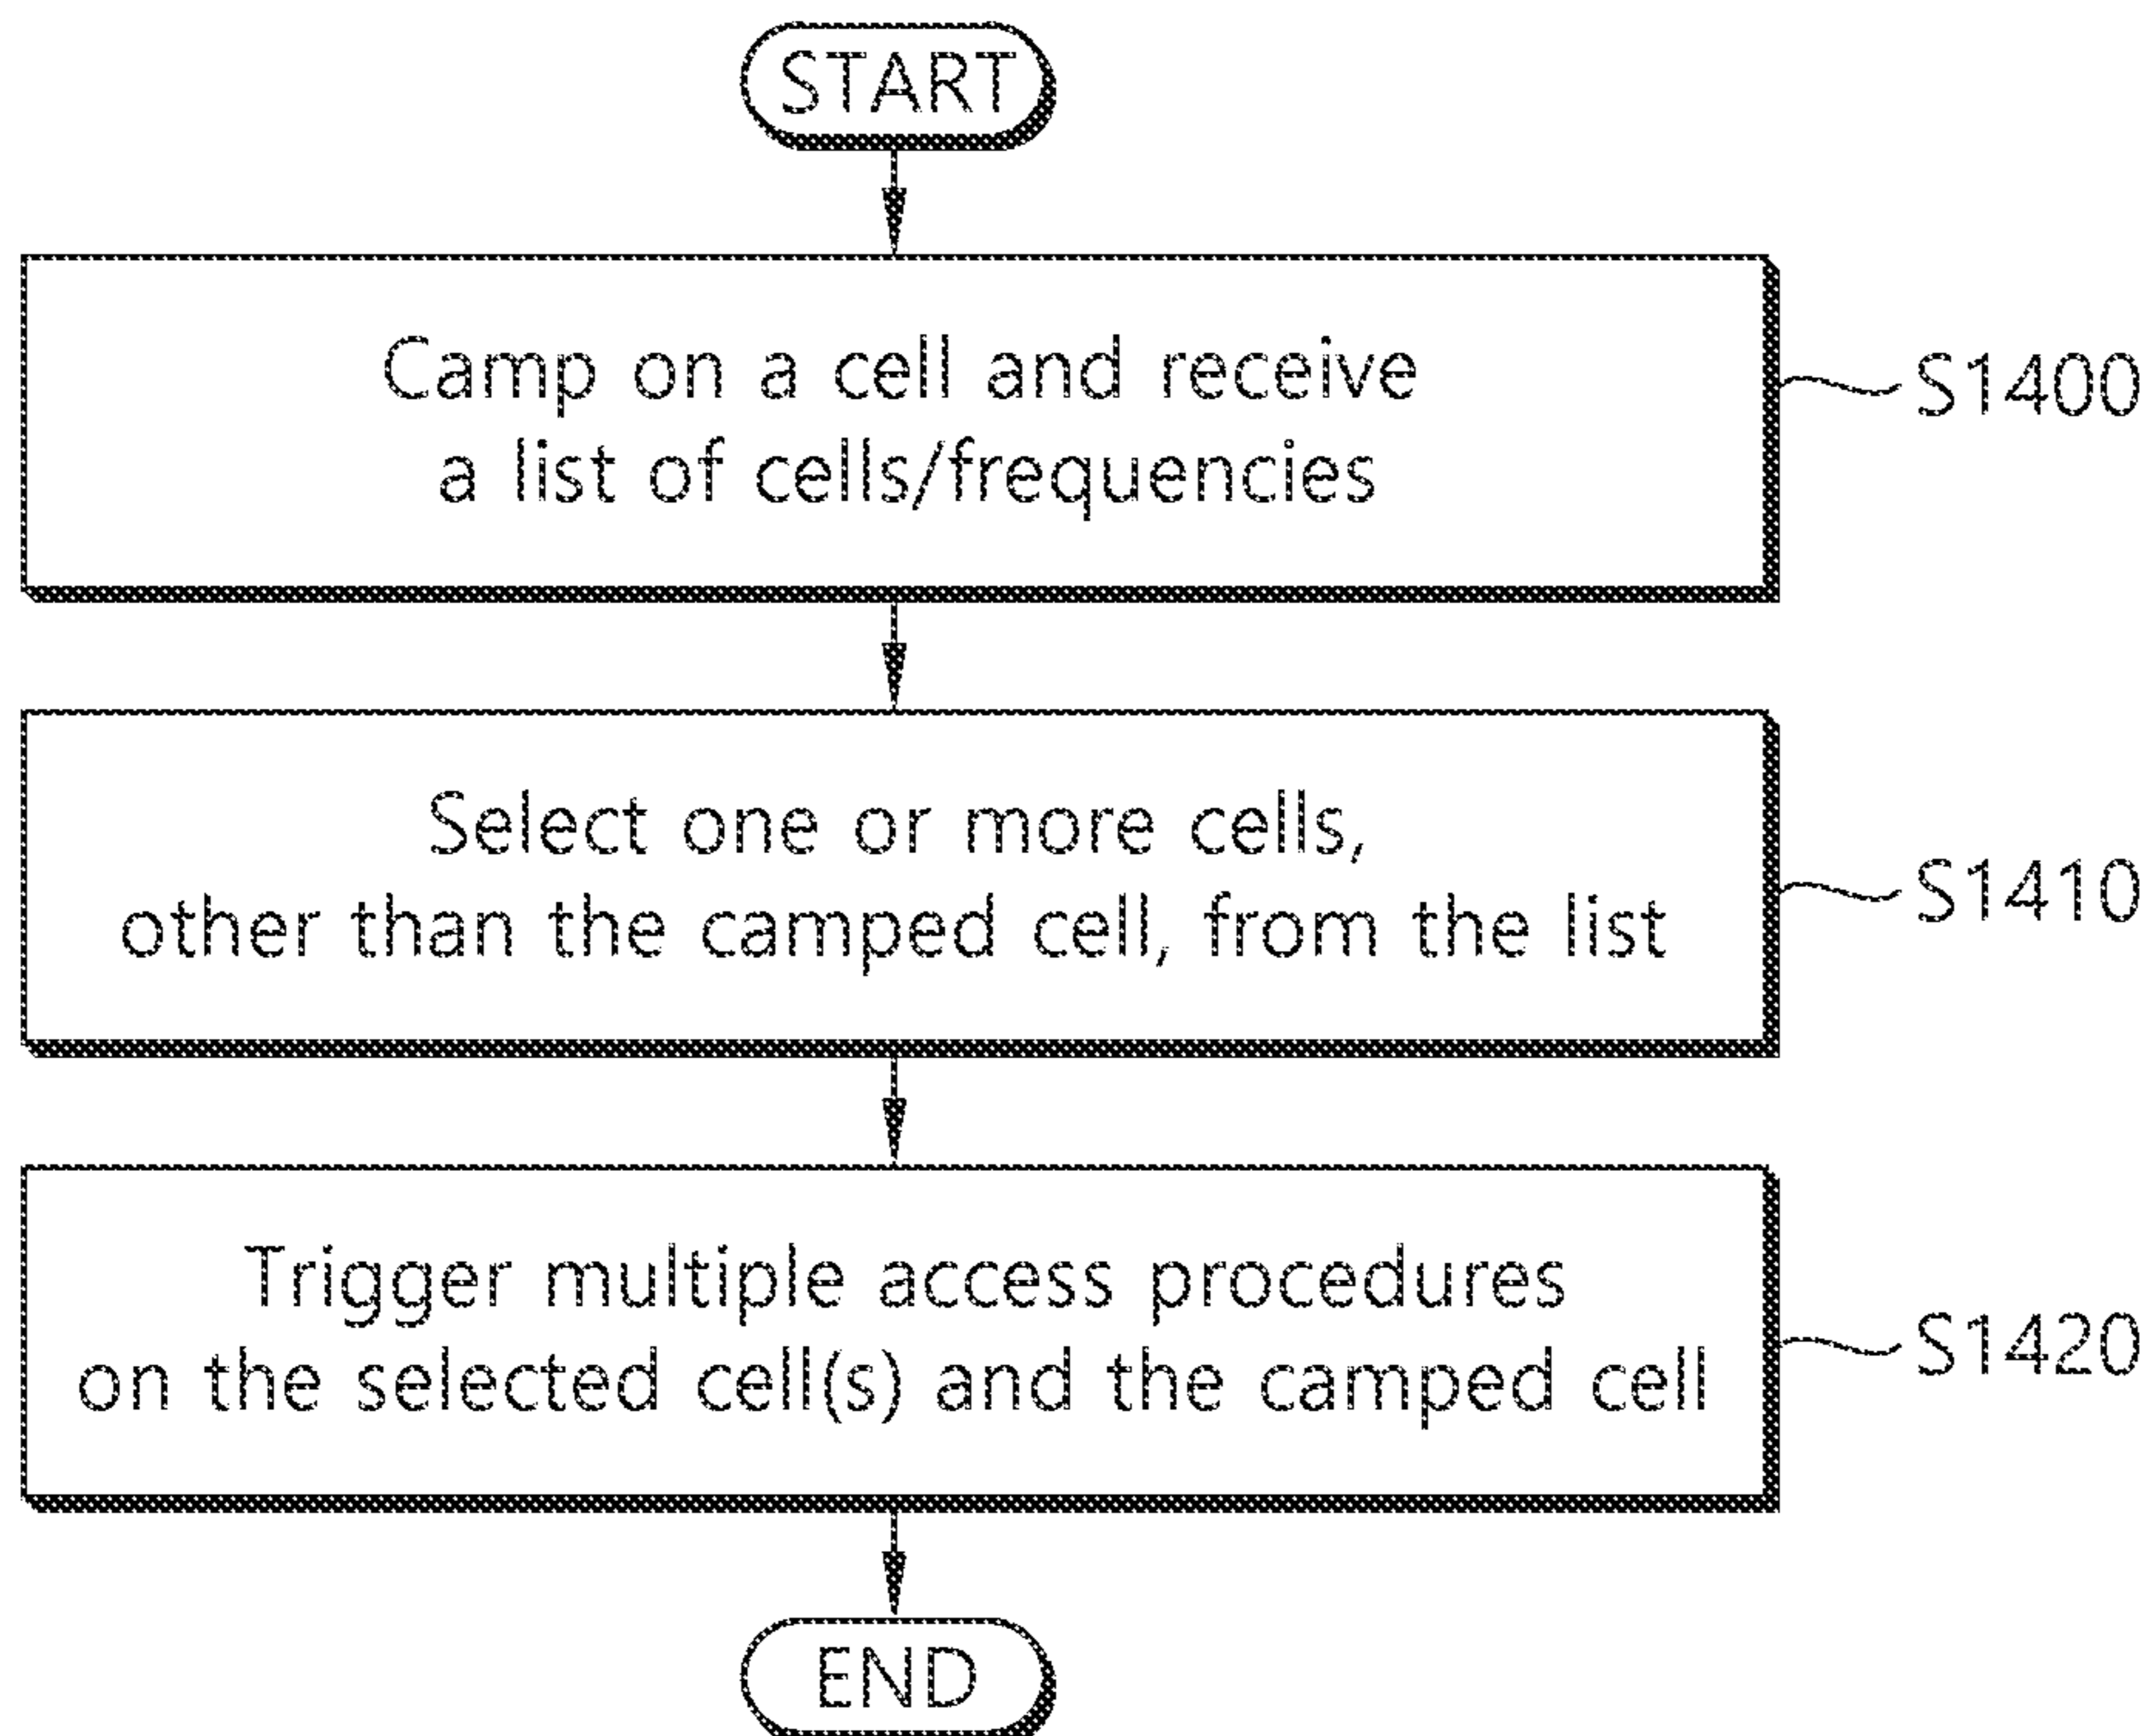 START
Camp on a cell and receive
a list of cells/frequencies
S1400
Select one or more cells,
other than the camped cell, from the list
S1410
Trigger multiple access procedures
on the selected cell(s) and the camped cell
S1420
END